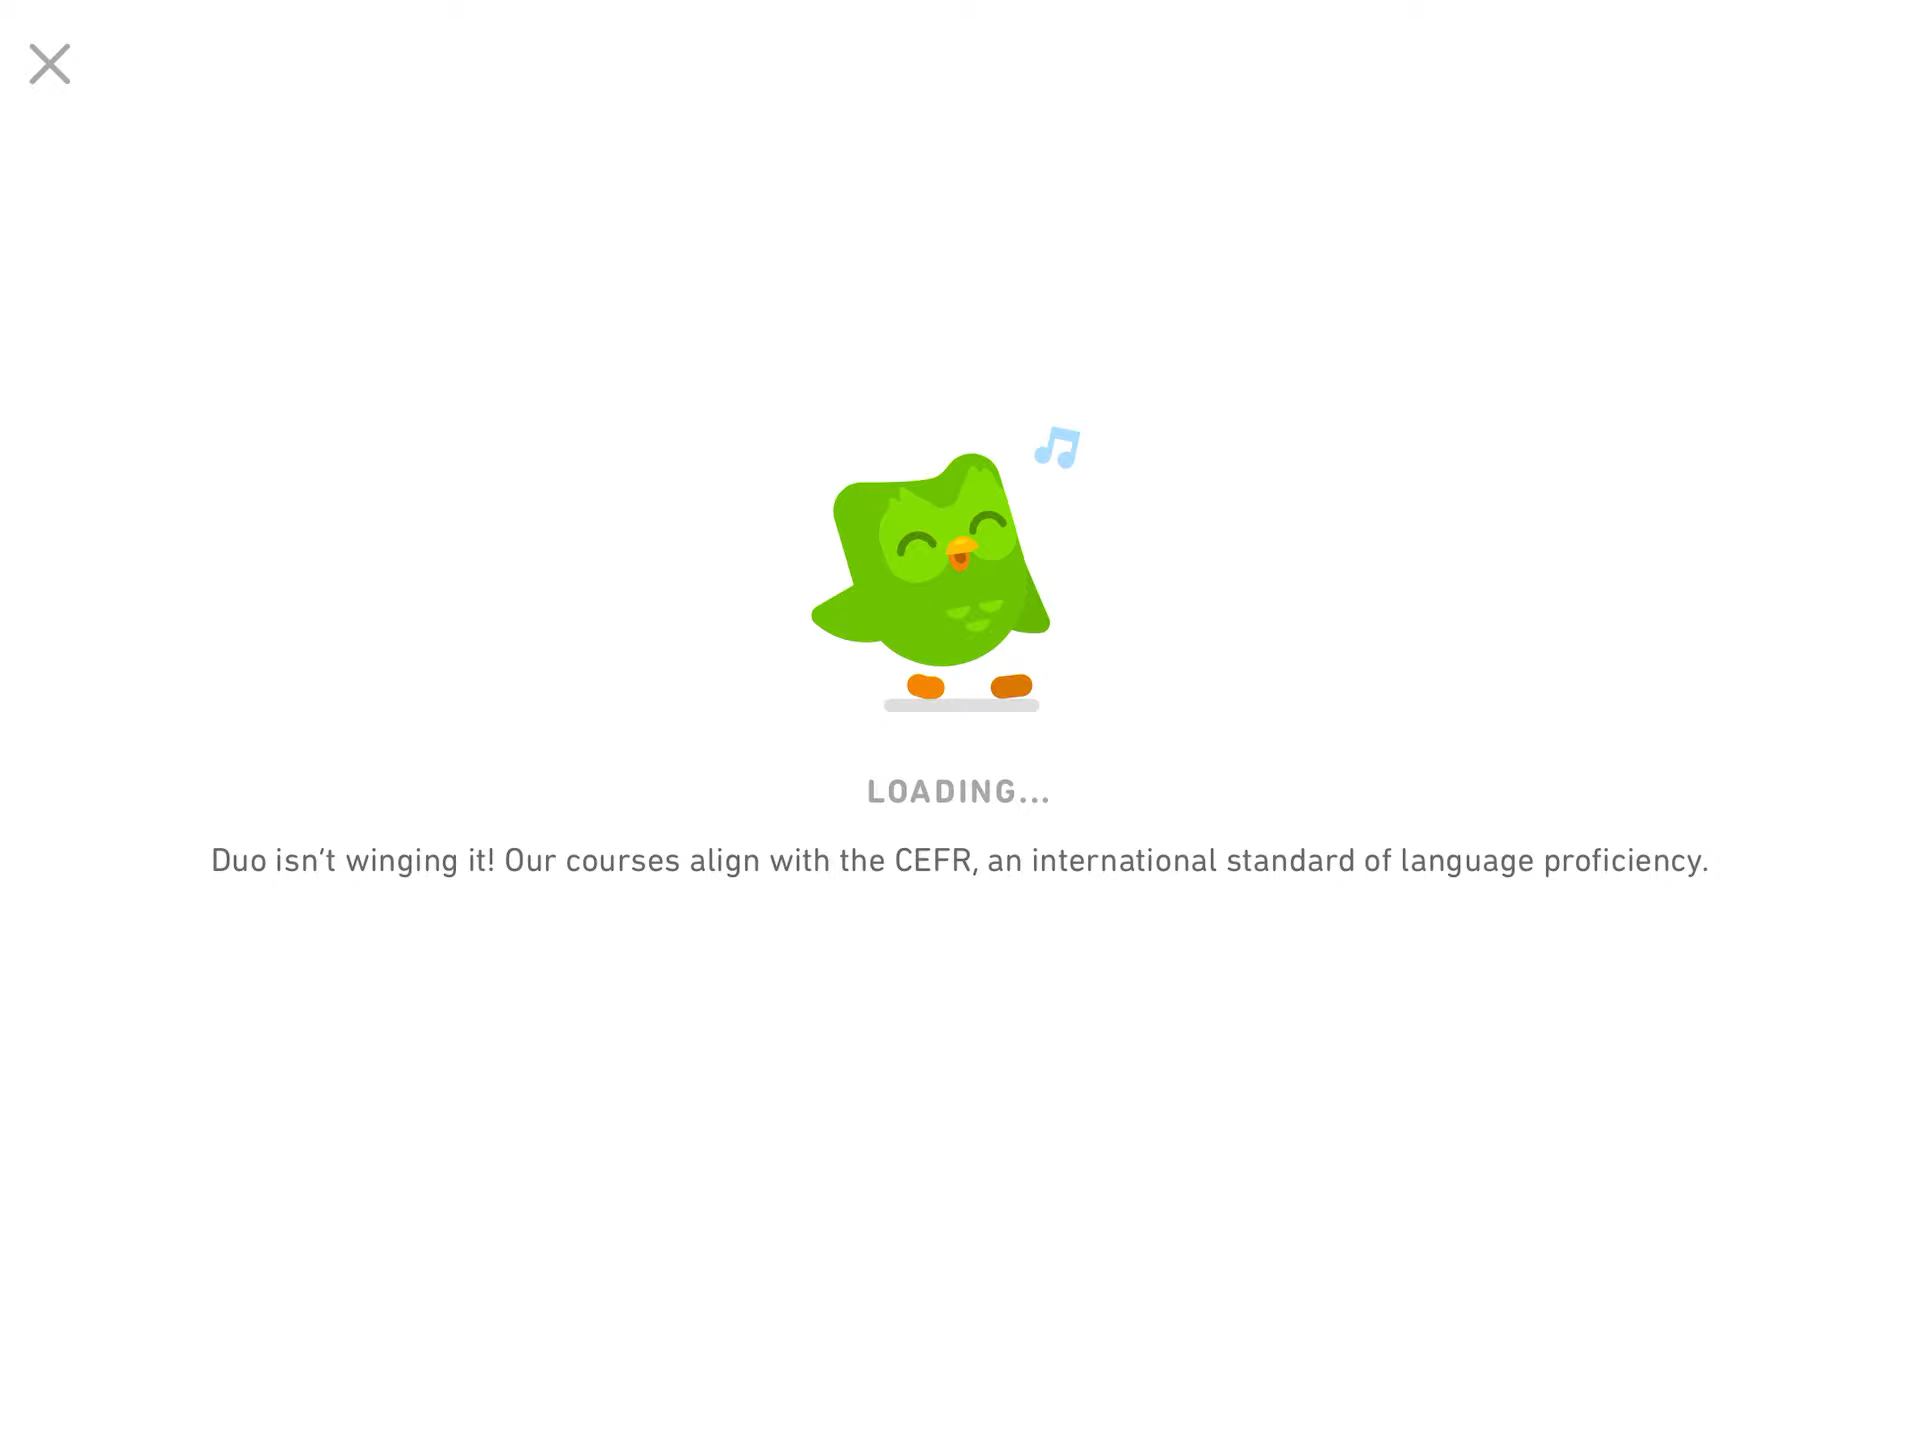 LOADING...
Duo isn’t winging it! Our courses align with the CEFR, an international standard of language proficiency.